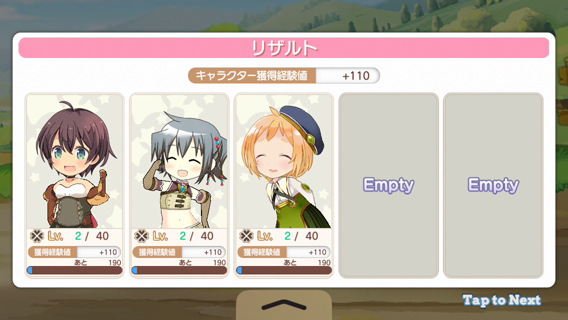 リザルト
キャラクター獲得経験値 +110
Lv. 2 / 40
獲得経験値 +110
あと 190
Lv. 2 / 40
獲得経験値 +110
あと 190
Lv. 2 / 40
獲得経験値 +110
あと 190
Empty
Empty
Tap to Next